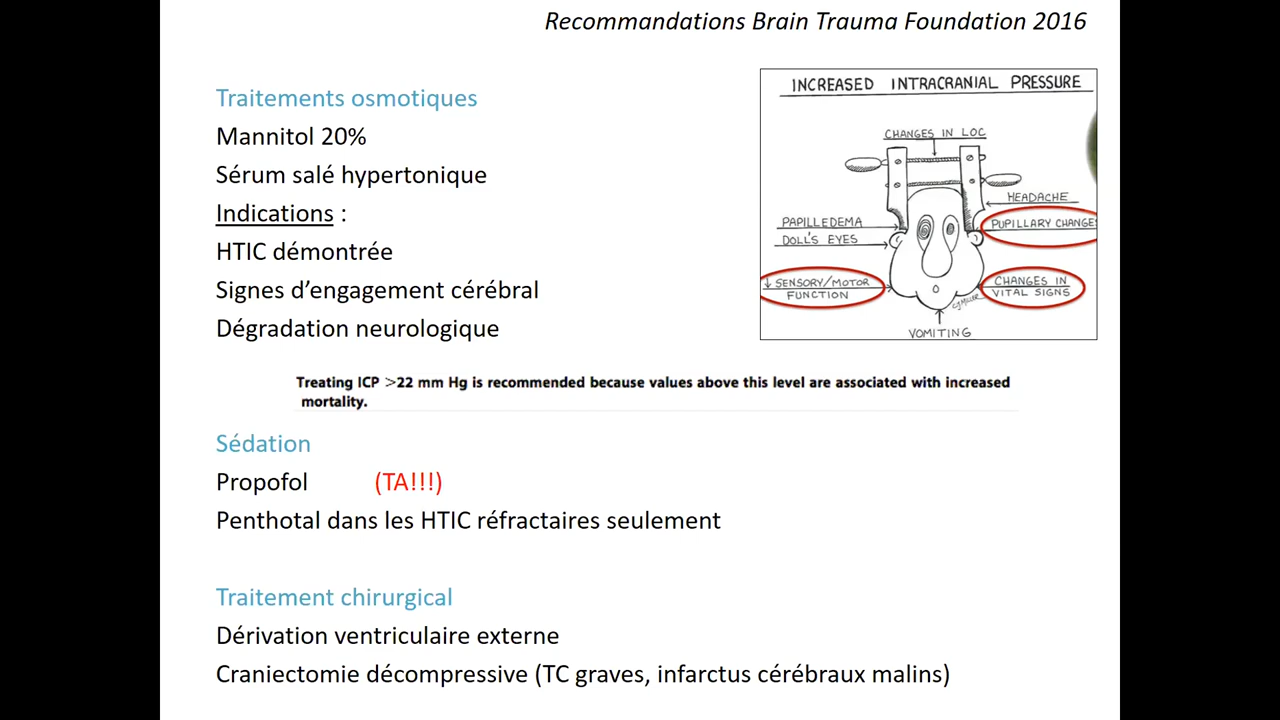 Recommandations Brain Trauma Foundation 2016
Traitements osmotiques
Mannitol 20%
Sérum salé hypertonique
Indications :
HTIC démontrée
Signes d’engagement cérébral
Dégradation neurologique
INCREASED INTRACRANIAL PRESSURE
CHANGES IN LOC
HEADACHE
PAPILLEDEMA
PUPILLARY CHANGES
DOLL'S EYES
↓ SENSORY/MOTOR
FUNCTION
CHANGES IN
VITAL SIGNS
CJ MILLER
VOMITING
Treating ICP >22 mm Hg is recommended because values above this level are associated with increased
mortality.
Sédation
Propofol (TA!!!)
Penthotal dans les HTIC réfractaires seulement
Traitement chirurgical
Dérivation ventriculaire externe
Craniectomie décompressive (TC graves, infarctus cérébraux malins)